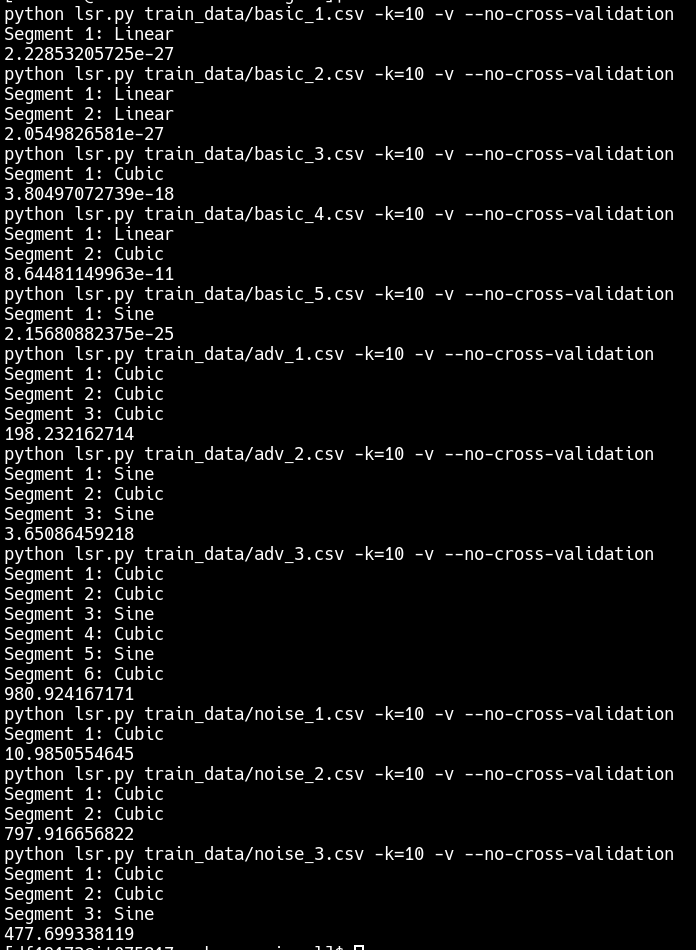 python lsr.py train_data/basic_1.csv -k=10 -v --no-cross-validation
Segment 1: Linear
2.22853205725e-27
python lsr.py train_data/basic_2.csv -k=10 -v --no-cross-validation
Segment 1: Linear
Segment 2: Linear
2.0549826581e-27
python lsr.py train_data/basic_3.csv -k=10 -v --no-cross-validation
Segment 1: Cubic
3.80497072739e-18
python lsr.py train_data/basic_4.csv -k=10 -v --no-cross-validation
Segment 1: Linear
Segment 2: Cubic
8.64481149963e-11
python lsr.py train_data/basic_5.csv -k=10 -v --no-cross-validation
Segment 1: Sine
2.15680882375e-25
python lsr.py train_data/adv_1.csv -k=10 -v --no-cross-validation
Segment 1: Cubic
Segment 2: Cubic
Segment 3: Cubic
198.232162714
python lsr.py train_data/adv_2.csv -k=10 -v --no-cross-validation
Segment 1: Sine
Segment 2: Cubic
Segment 3: Sine
3.65086459218
python lsr.py train_data/adv_3.csv -k=10 -v --no-cross-validation
Segment 1: Cubic
Segment 2: Cubic
Segment 3: Sine
Segment 4: Cubic
Segment 5: Sine
Segment 6: Cubic
980.924167171
python lsr.py train_data/noise_1.csv -k=10 -v --no-cross-validation
Segment 1: Cubic
10.9850554645
python lsr.py train_data/noise_2.csv -k=10 -v --no-cross-validation
Segment 1: Cubic
Segment 2: Cubic
797.916656822
python lsr.py train_data/noise_3.csv -k=10 -v --no-cross-validation
Segment 1: Cubic
Segment 2: Cubic
Segment 3: Sine
477.699338119